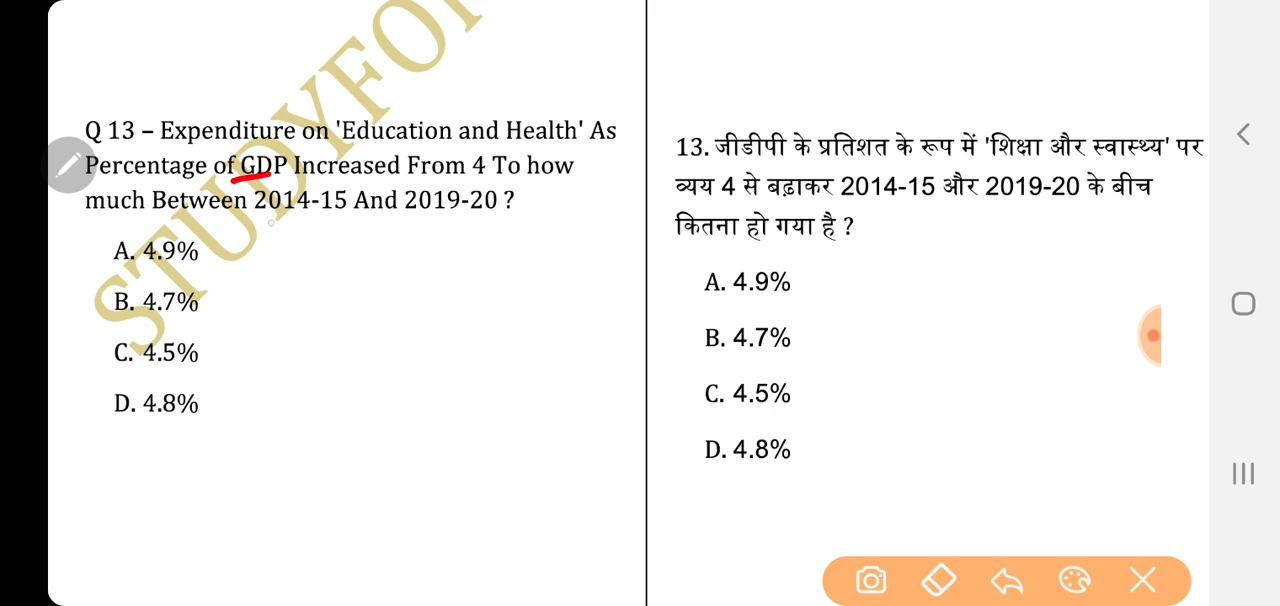 Q 13 – Expenditure on 'Education and Health' As
Percentage of GDP Increased From 4 To how
much Between 2014-15 And 2019-20 ?
A. 4.9%
B. 4.7%
C. 4.5%
D. 4.8%
13. जीडीपी के प्रतिशत के रूप में 'शिक्षा और स्वास्थ्य' पर
व्यय 4 से बढ़ाकर 2014-15 और 2019-20 के बीच
कितना हो गया है ?
A. 4.9%
B. 4.7%
C. 4.5%
D. 4.8%
STUDYFOR